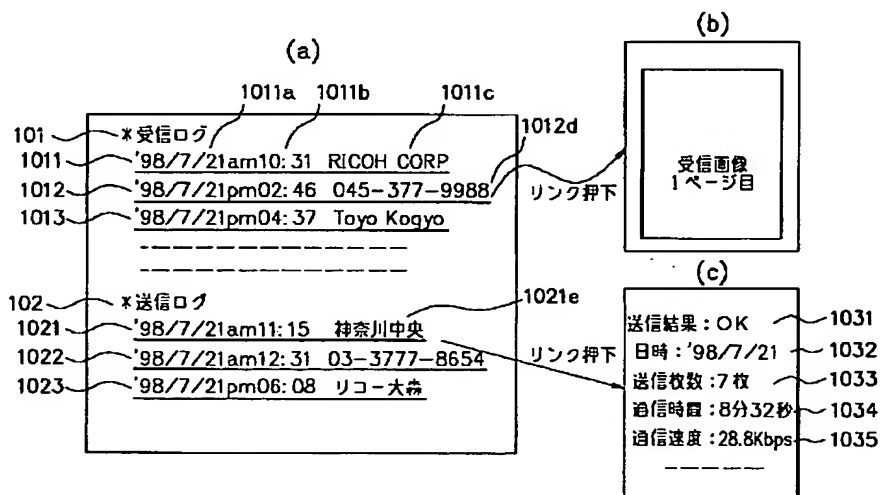 (a)
1011a 1011b 1011c
101 *受信ログ
1012d
1011 '98/7/21am10:31 RICOH CORP
1012 '98/7/21pm02:46 045-377-9988
1013 '98/7/21pm04:37 Toyo Kogyo
リンク押下
102 *送信ログ
1021e
1021 '98/7/21am11:15 神奈川中央
1022 '98/7/21am12:31 03-3777-8654
1023 '98/7/21pm06:08 リコー大森
リンク押下
(b)
受信画像
1ページ目
(c)
送信結果:OK 1031
日時:'98/7/21 1032
送信枚数:7枚 1033
通信時間:8分32秒 1034
通信速度:28.8Kbps 1035